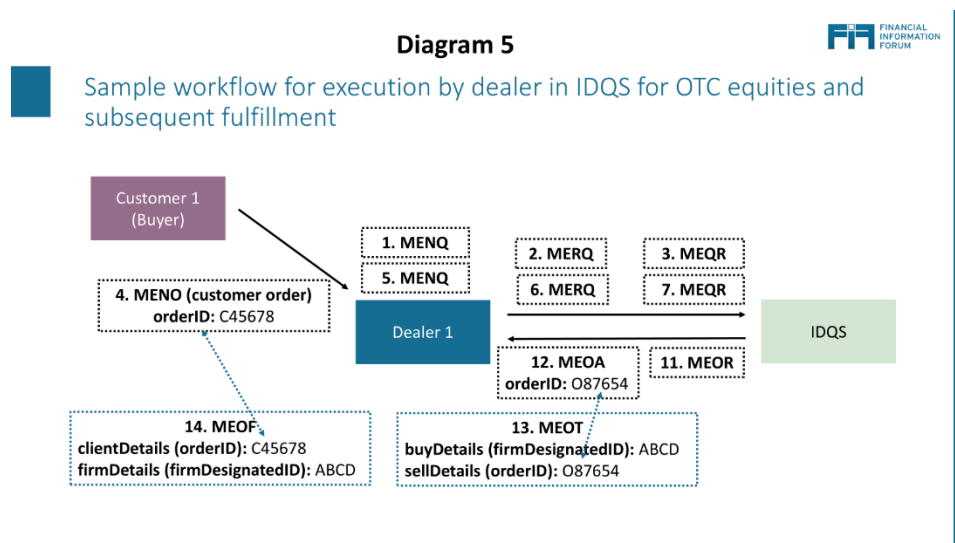 Diagram 5
FINANCIAL
INFORMATION
FORUM
Sample workflow for execution by dealer in IDQS for OTC equities and
subsequent fulfillment
Customer 1
(Buyer)
1. MENQ
5. MENQ
2. MERQ
6. MERQ
3. MEQR
7. MEQR
4. MENO (customer order)
orderID: C45678
Dealer 1
IDQS
12. MEOA
orderID: O87654
11. MEOR
14. MEOF
clientDetails (orderID): C45678
firmDetails (firmDesignatedID): ABCD
13. MEOT
buyDetails (firmDesignatedID): ABCD
sellDetails (orderID): O87654